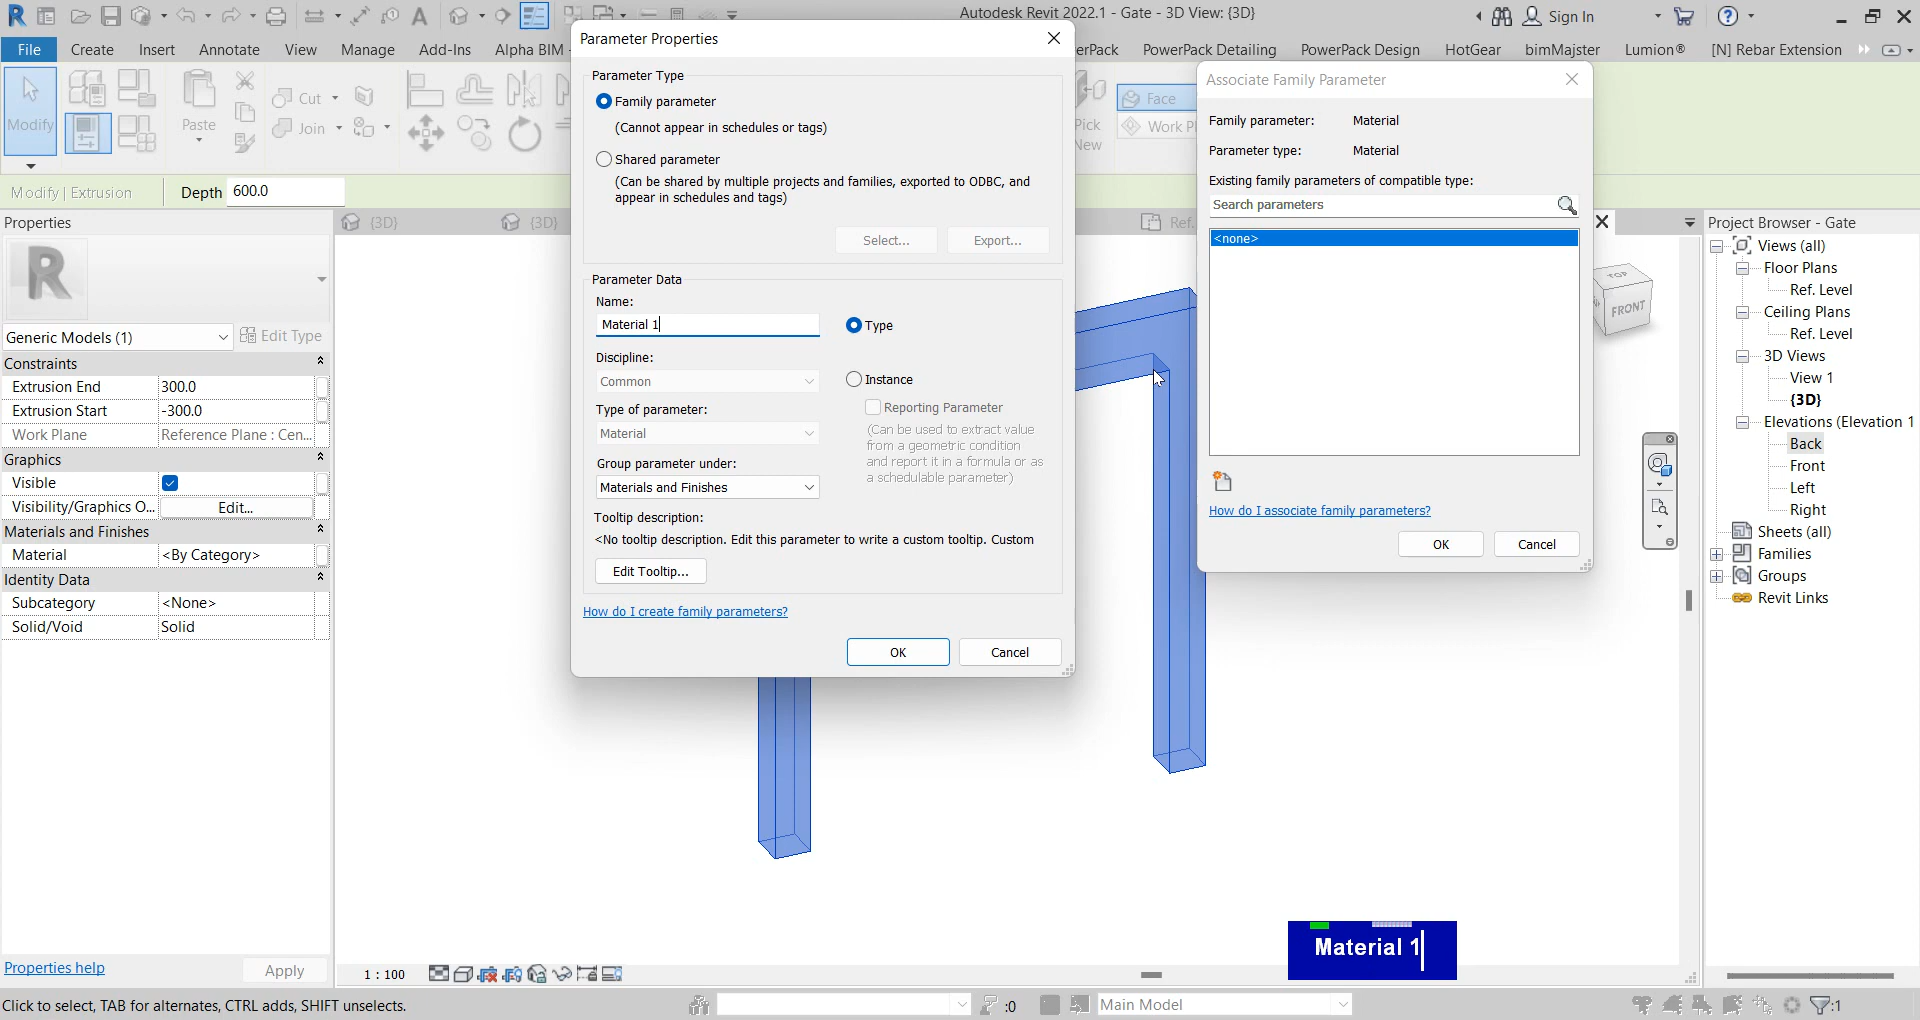 Autodesk Revit 2022.1 - Gate - 3D View: {3D}
Sign In
File
Create
Insert
Annotate
View
Manage
Add-Ins
Alpha BIM
erPack
PowerPack Detailing
PowerPack Design
HotGear
bimMajster
Lumion®
[N] Rebar Extension
Modify
Paste
Cut
Join
Pick
New
Face
Work Pl
Modify | Extrusion
Depth
600.0
Properties
Generic Models (1)
Edit Type
Constraints
Extrusion End
300.0
Extrusion Start
-300.0
Work Plane
Reference Plane : Cen...
Graphics
Visible
Visibility/Graphics O...
Edit...
Materials and Finishes
Material
<By Category>
Identity Data
Subcategory
<None>
Solid/Void
Solid
Properties help
Apply
{3D}
{3D}
Ref.
Parameter Properties
Parameter Type
Family parameter
(Cannot appear in schedules or tags)
Shared parameter
(Can be shared by multiple projects and families, exported to ODBC, and
appear in schedules and tags)
Select...
Export...
Parameter Data
Name:
Material 1
Type
Discipline:
Common
Instance
Type of parameter:
Reporting Parameter
Material
(Can be used to extract value
from a geometric condition
and report it in a formula or as
a schedulable parameter)
Group parameter under:
Materials and Finishes
Tooltip description:
<No tooltip description. Edit this parameter to write a custom tooltip. Custom
Edit Tooltip...
How do I create family parameters?
OK
Cancel
Associate Family Parameter
Family parameter:
Material
Parameter type:
Material
Existing family parameters of compatible type:
Search parameters
<none>
How do I associate family parameters?
OK
Cancel
TOP
FRONT
Project Browser - Gate
Views (all)
Floor Plans
Ref. Level
Ceiling Plans
Ref. Level
3D Views
View 1
{3D}
Elevations (Elevation 1
Back
Front
Left
Right
Sheets (all)
Families
Groups
Revit Links
Material 1
1 : 100
Click to select, TAB for alternates, CTRL adds, SHIFT unselects.
:0
Main Model
:1